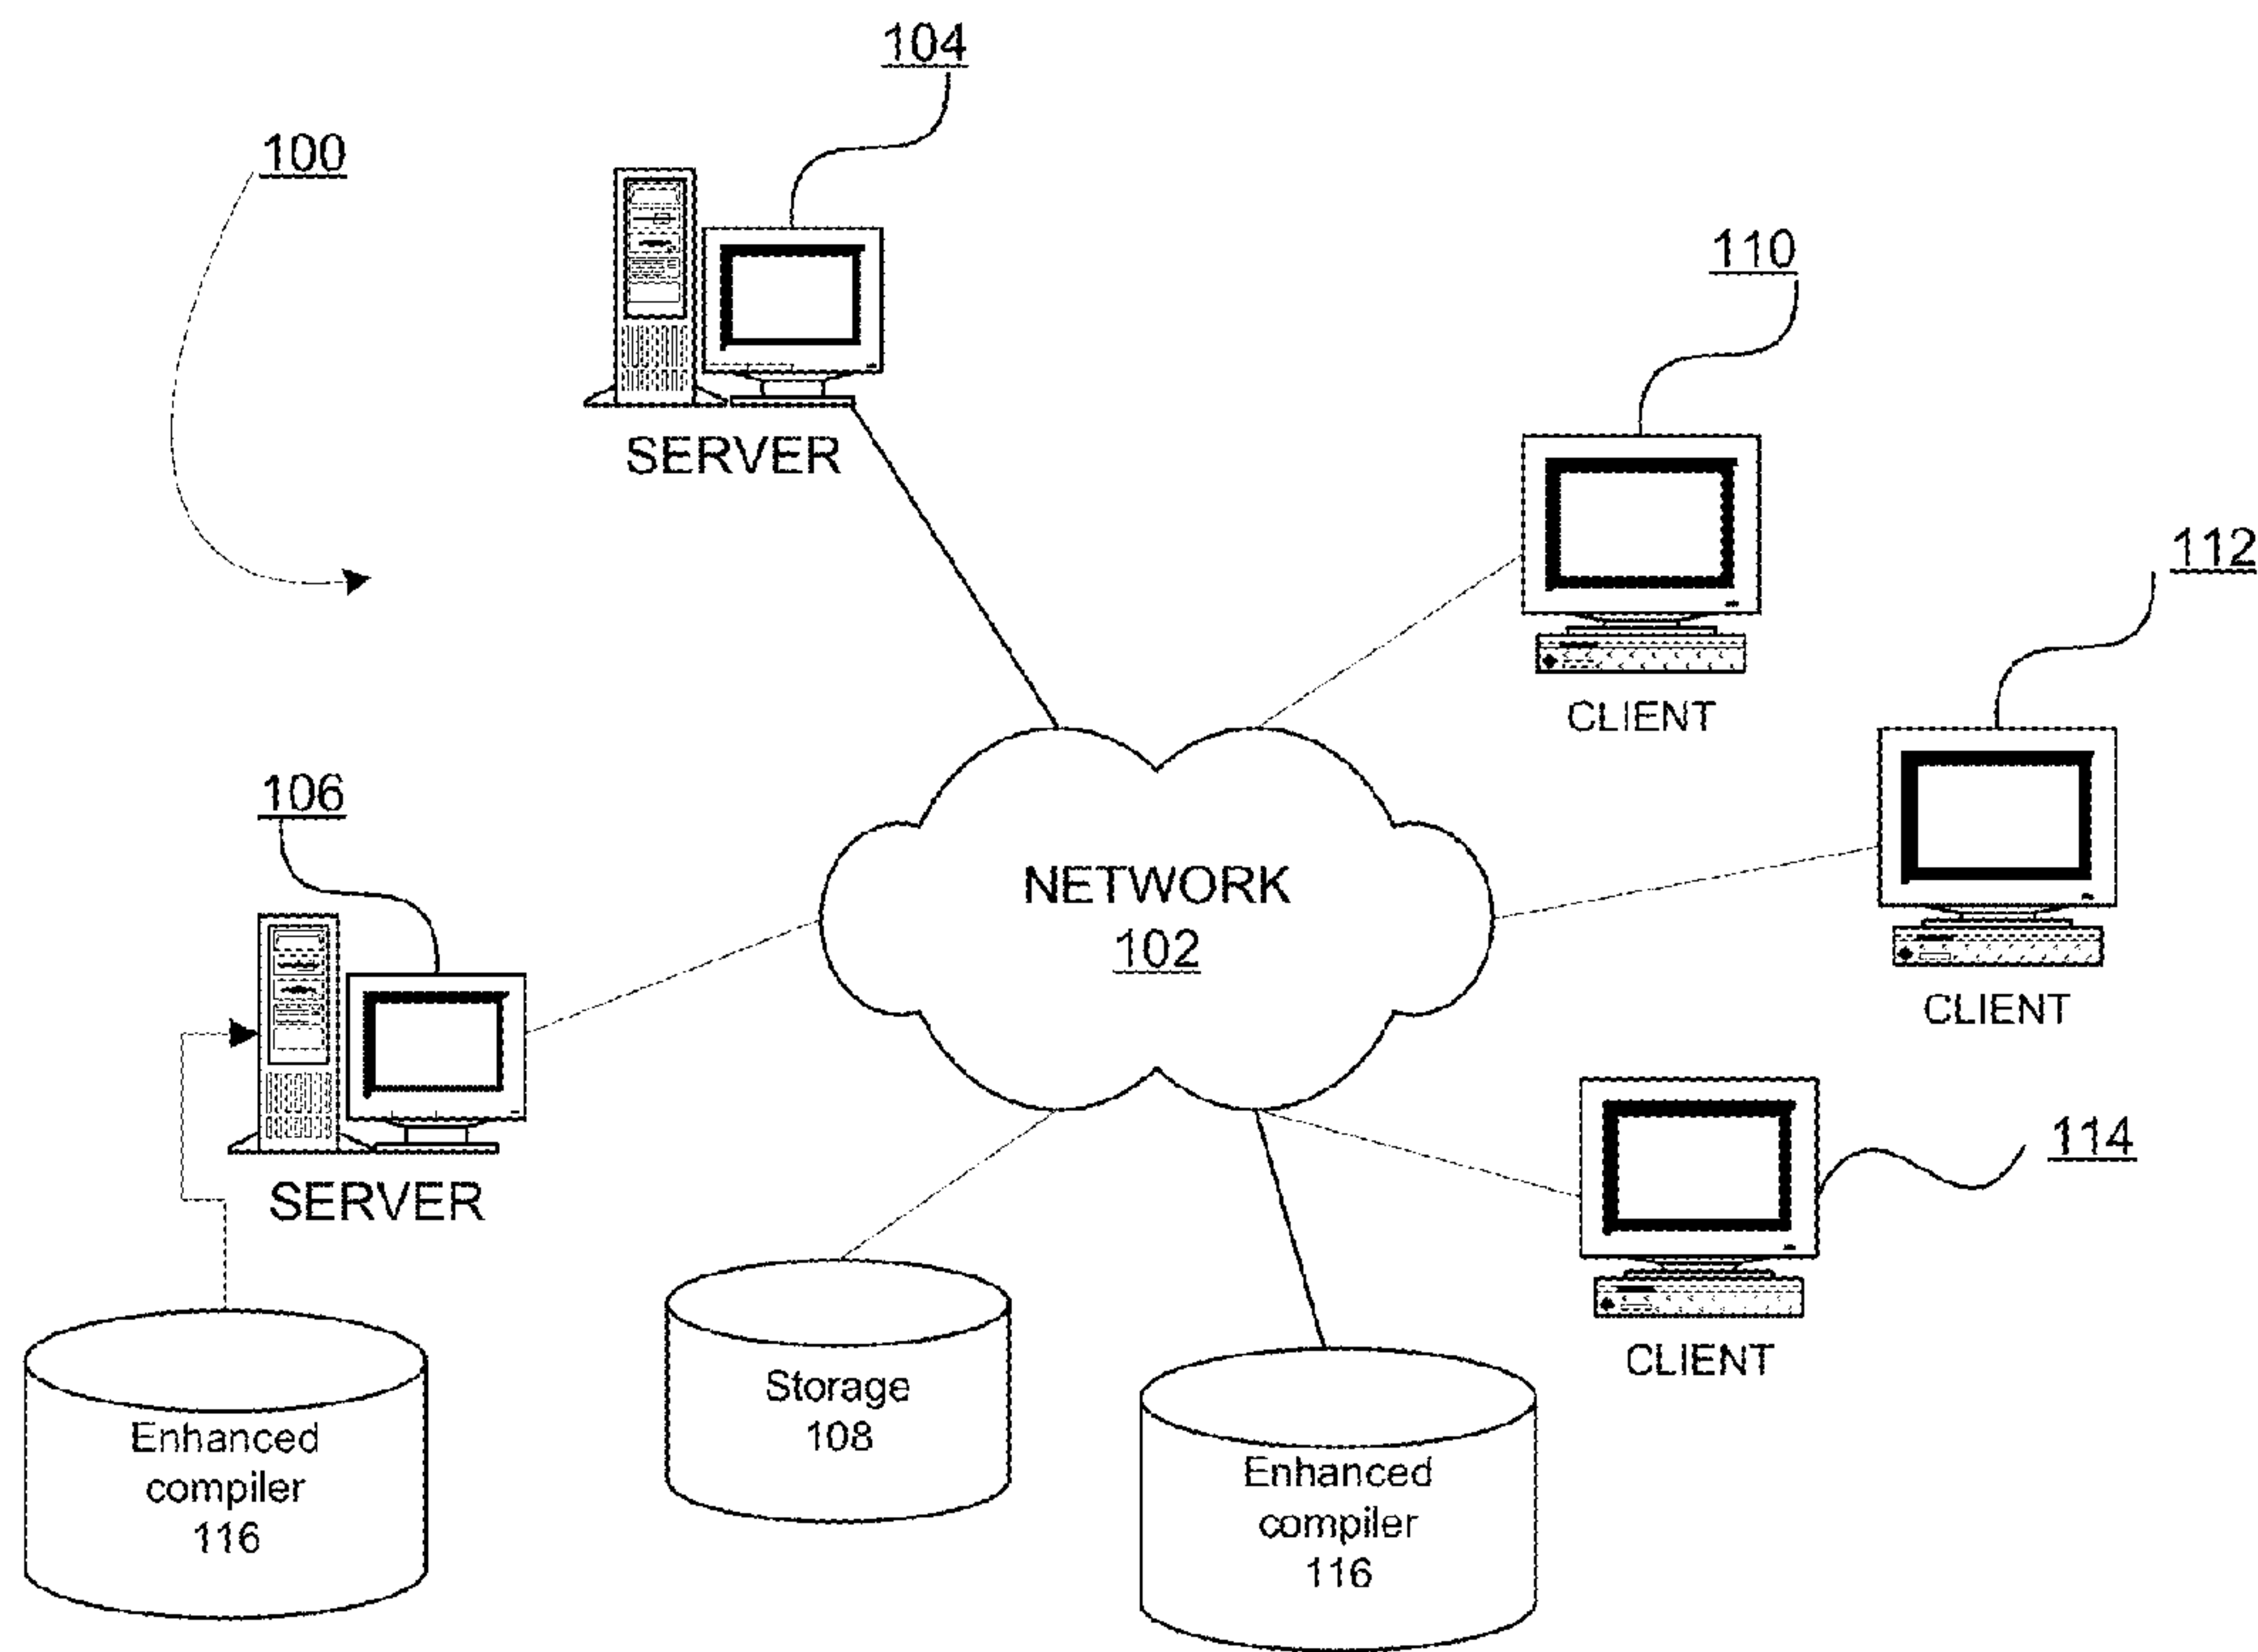 104
100
SERVER
110
CLIENT
112
CLIENT
106
SERVER
NETWORK
102
114
CLIENT
Storage
108
Enhanced
compiler
116
Enhanced
compiler
116